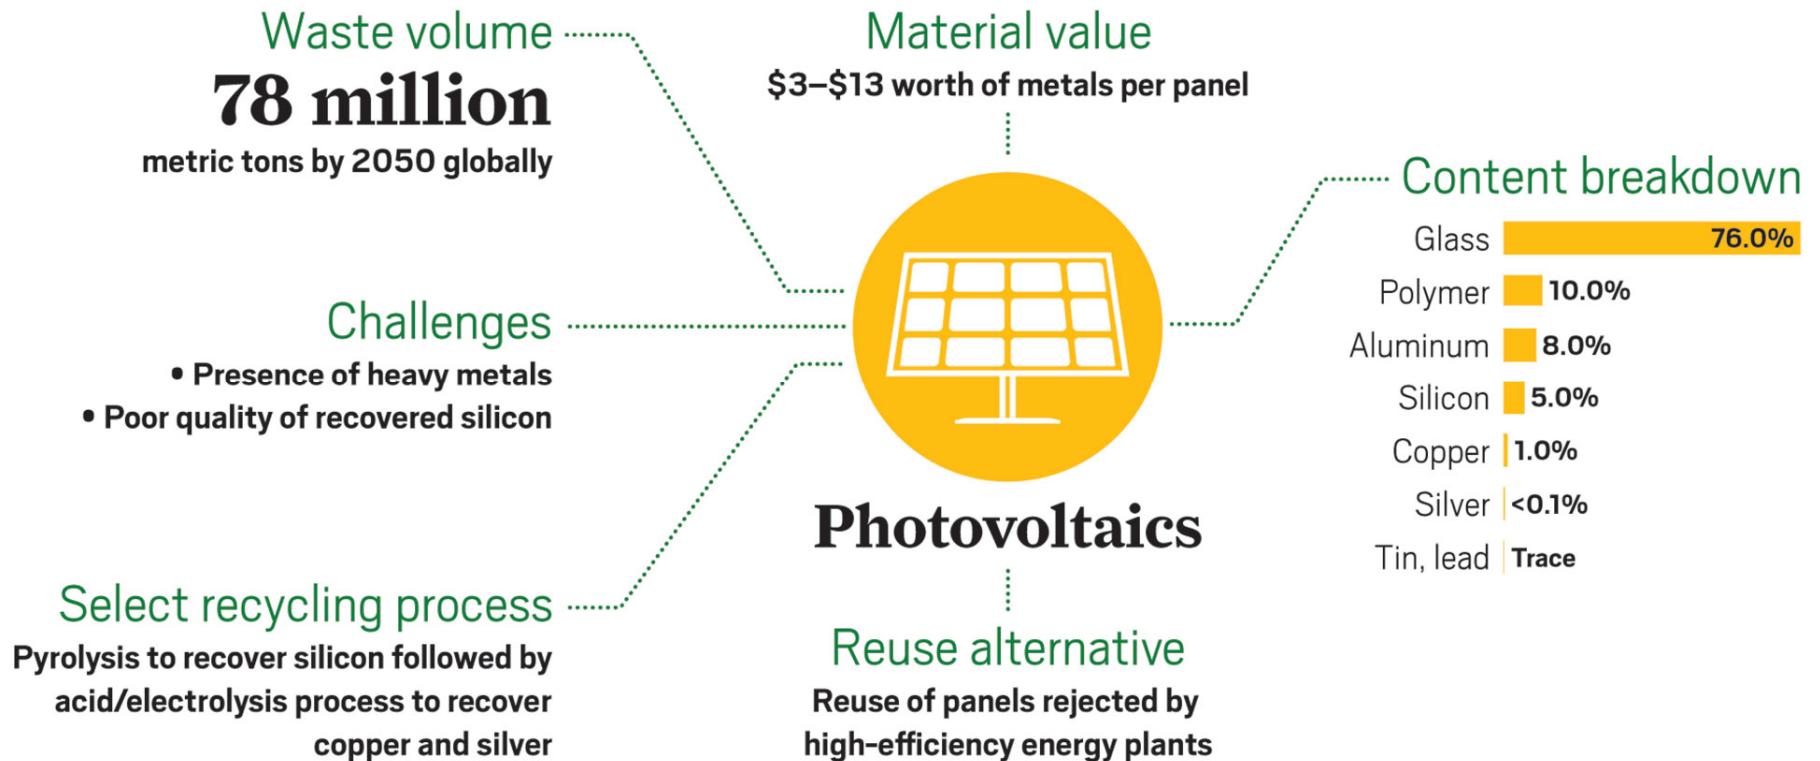 Waste volume
78 million
metric tons by 2050 globally
Material value
$3–$13 worth of metals per panel
Challenges
• Presence of heavy metals
• Poor quality of recovered silicon
Select recycling process
Pyrolysis to recover silicon followed by
acid/electrolysis process to recover
copper and silver
Photovoltaics
Reuse alternative
Reuse of panels rejected by
high-efficiency energy plants
Content breakdown
Glass 76.0%
Polymer 10.0%
Aluminum 8.0%
Silicon 5.0%
Copper 1.0%
Silver <0.1%
Tin, lead Trace